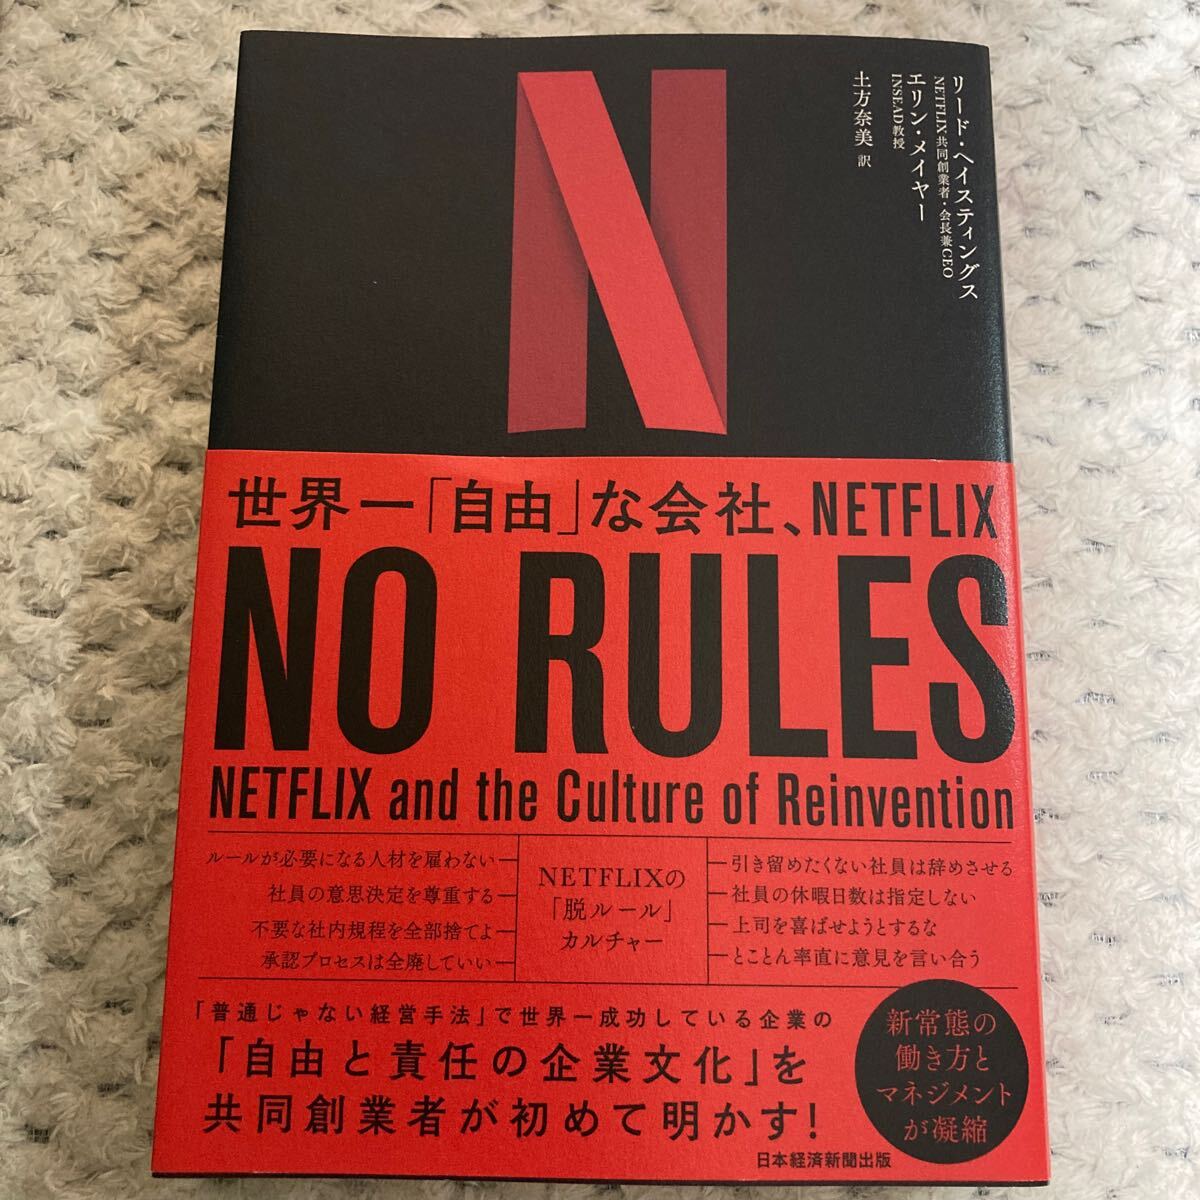 リード・ヘイスティングス
NETFLIX共同創業者・会長兼CEO
エリン・メイヤー
INSEAD教授
土方奈美 訳
N
世界一「自由」な会社、NETFLIX
NO RULES
NETFLIX and the Culture of Reinvention
ルールが必要になる人材を雇わない
社員の意思決定を尊重する
不要な社内規程を全部捨てよ
承認プロセスは全廃していい
NETFLIXの
「脱ルール」
カルチャー
引き留めたくない社員は辞めさせる
社員の休暇日数は指定しない
上司を喜ばせようとするな
とことん率直に意見を言い合う
「普通じゃない経営手法」で世界一成功している企業の
「自由と責任の企業文化」を
共同創業者が初めて明かす!
新常態の
働き方と
マネジメント
が凝縮
日本経済新聞出版